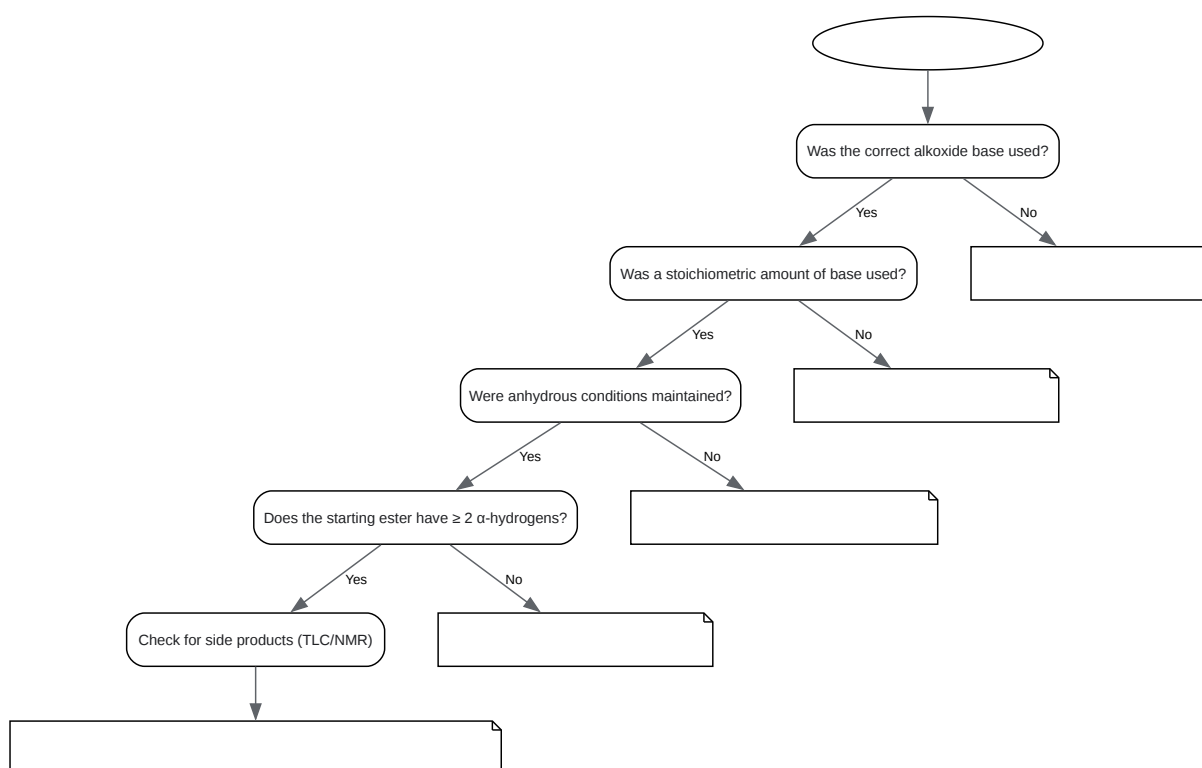 Was the correct alkoxide base used?
Yes
No
Was a stoichiometric amount of base used?
Yes
No
Were anhydrous conditions maintained?
Yes
No
Does the starting ester have ≥ 2 α-hydrogens?
Yes
No
Check for side products (TLC/NMR)